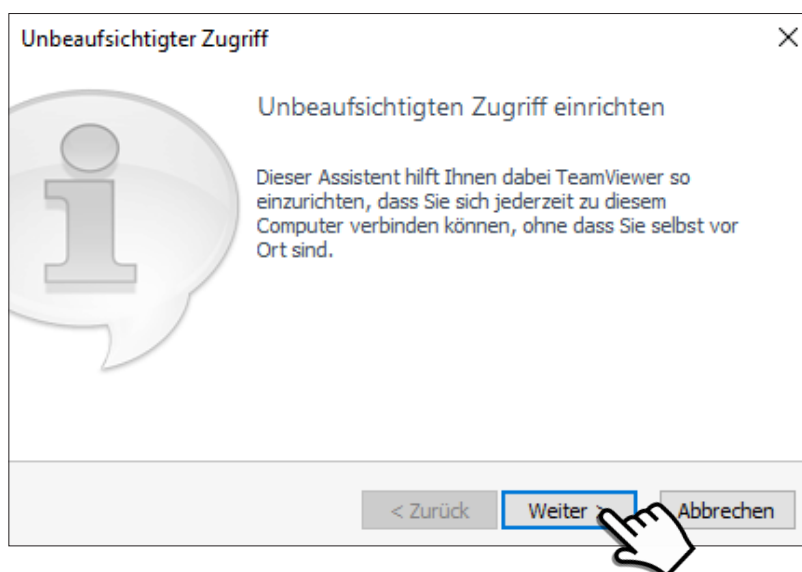 Unbeaufsichtigter Zugriff
Unbeaufsichtigten Zugriff einrichten
Dieser Assistent hilft Ihnen dabei TeamViewer so
einzurichten, dass Sie sich jederzeit zu diesem
Computer verbinden können, ohne dass Sie selbst vor
Ort sind.
< Zurück Weiter > Abbrechen